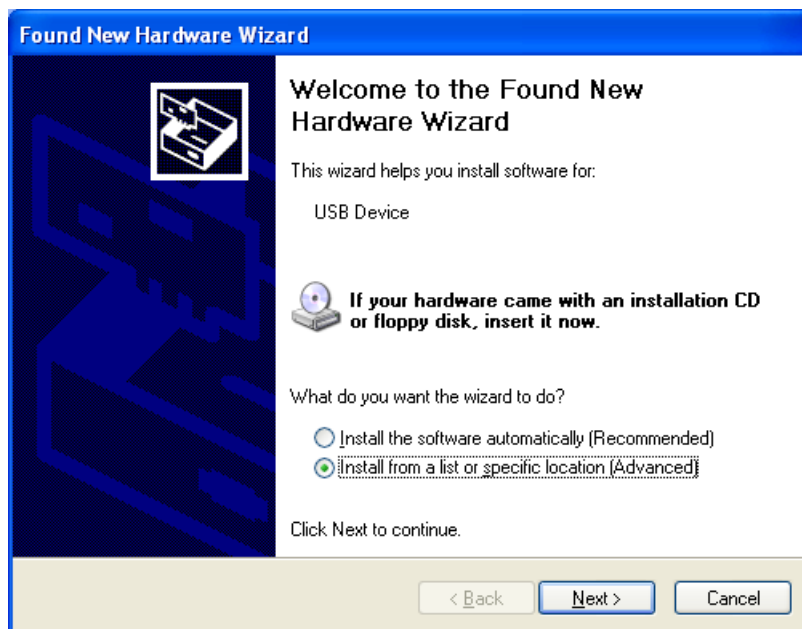 Found New Hardware Wizard
Welcome to the Found New
Hardware Wizard
This wizard helps you install software for:
USB Device
If your hardware came with an installation CD
or floppy disk, insert it now.
What do you want the wizard to do?
Install the software automatically (Recommended)
Install from a list or specific location (Advanced)
Click Next to continue.
< Back
Next >
Cancel